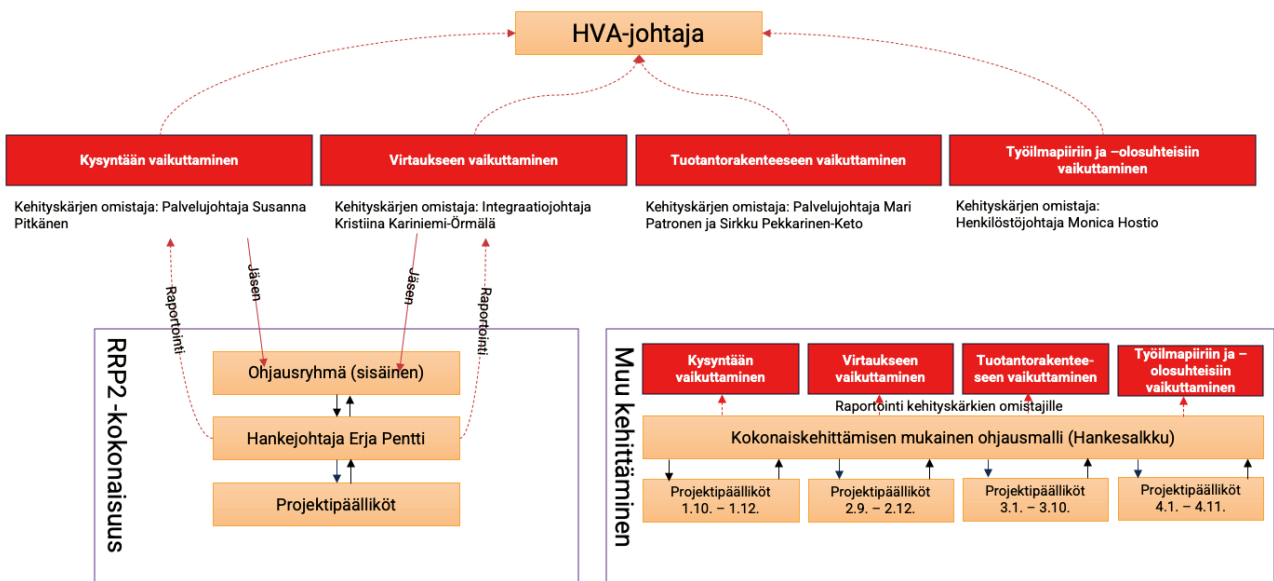 HVA-johtaja
Kysyntään vaikuttaminen
Virtaukseen vaikuttaminen
Tuotantorakenteeseen vaikuttaminen
Työilmapiiriin ja –olosuhteisiin
vaikuttaminen
Kehityskärjen omistaja: Palvelujohtaja Susanna
Pitkänen
Kehityskärjen omistaja: Integraatiojohtaja
Kristiina Kariniemi-Örmälä
Kehityskärjen omistaja: Palvelujohtaja Mari
Patronen ja Sirkku Pekkarinen-Keto
Kehityskärjen omistaja:
Henkilöstöjohtaja Monica Hostio
Raportointi
Jäsen
Jäsen
Raportointi
RRP2 -kokonaisuus
Ohjausryhmä (sisäinen)
Hankejohtaja Erja Pentti
Projektipäälliköt
Muu kehittäminen
Kysyntään
vaikuttaminen
Virtaukseen
vaikuttaminen
Tuotantorakentee-
seen vaikuttaminen
Työilmapiiriin ja –
olosuhteisiin
vaikuttaminen
Raportointi kehityskärkien omistajille
Kokonaiskehittämisen mukainen ohjausmalli (Hankesalkku)
Projektipäälliköt
1.10. – 1.12.
Projektipäälliköt
2.9. – 2.12.
Projektipäälliköt
3.1. – 3.10.
Projektipäälliköt
4.1. – 4.11.